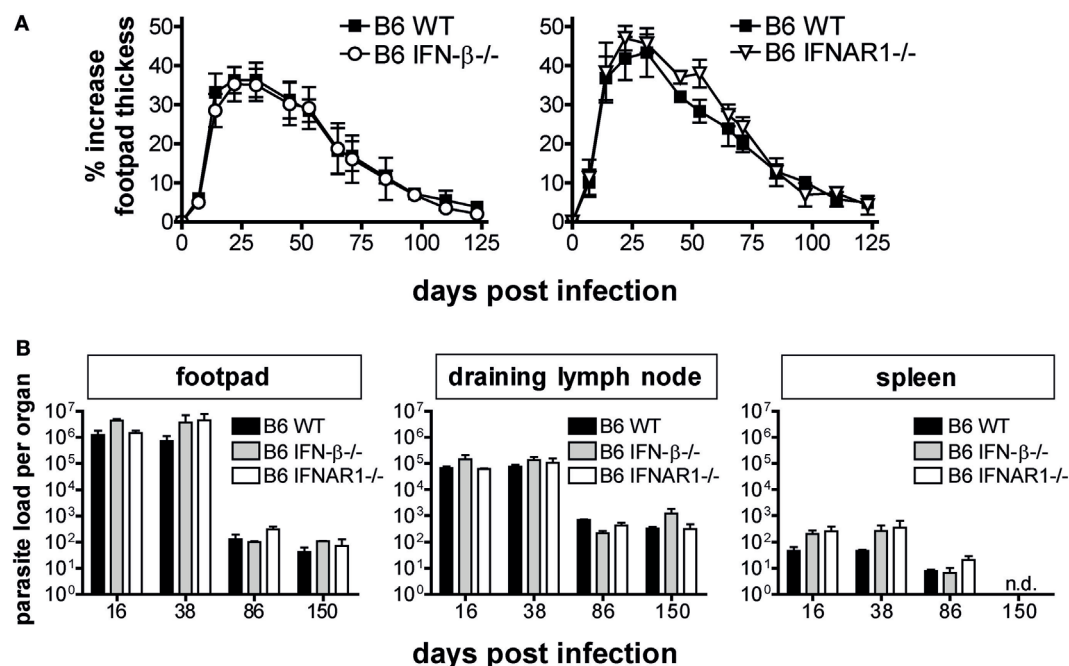 A
% increase
footpad thickess
50
40
30
20
10
0
B6 WT
B6 IFN-β-/-
0 25 50 75 100 125
50
40
30
20
10
0
B6 WT
B6 IFNAR1-/-
0 25 50 75 100 125
days post infection
B
parasite load per organ
footpad
10⁷
10⁶
10⁵
10⁴
10³
10²
10¹
10⁰
B6 WT
B6 IFN-β-/-
B6 IFNAR1-/-
16 38 86 150
draining lymph node
10⁷
10⁶
10⁵
10⁴
10³
10²
10¹
10⁰
B6 WT
B6 IFN-β-/-
B6 IFNAR1-/-
16 38 86 150
spleen
10⁷
10⁶
10⁵
10⁴
10³
10²
10¹
10⁰
B6 WT
B6 IFN-β-/-
B6 IFNAR1-/-
n.d.
16 38 86 150
days post infection